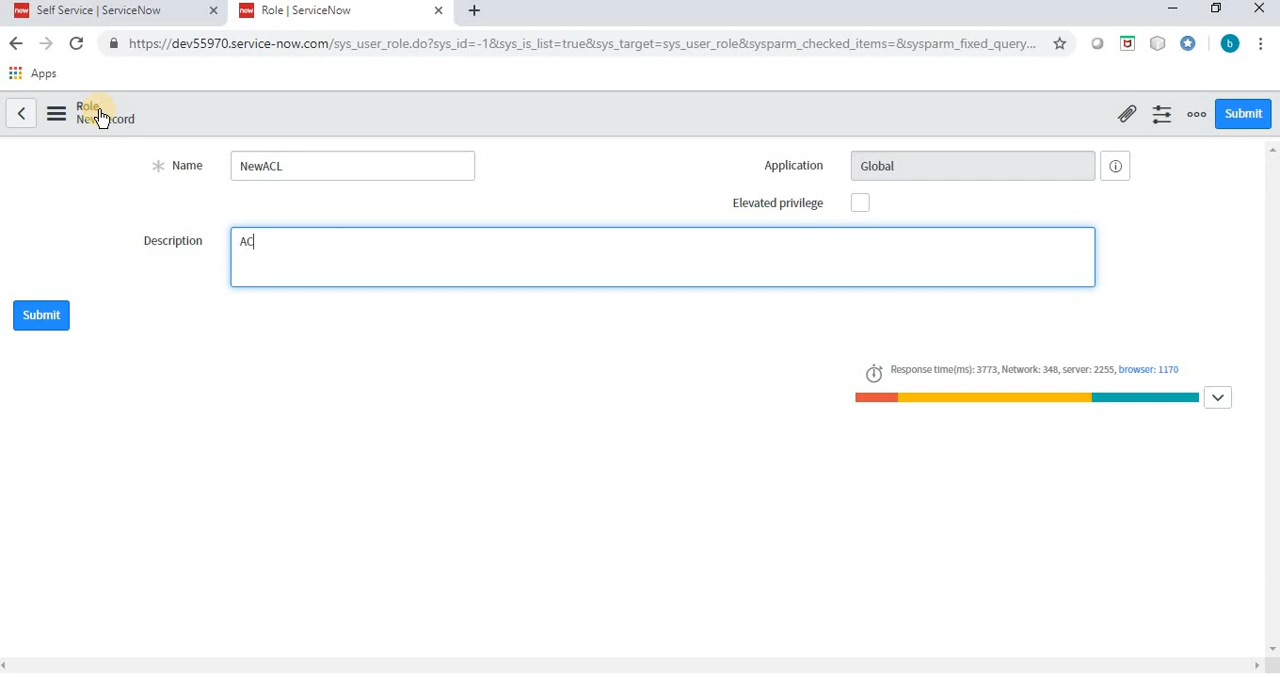 now Self Service | ServiceNow
now Role | ServiceNow
https://dev55970.service-now.com/sys_user_role.do?sys_id=-1&sys_is_list=true&sys_target=sys_user_role&sysparm_checked_items=&sysparm_fixed_query...
b
Apps
Role
Submit
Name
NewACL
Application
Global
Elevated privilege
Description
AC
Submit
Response time(ms): 3773, Network: 348, server: 2255, browser: 1170